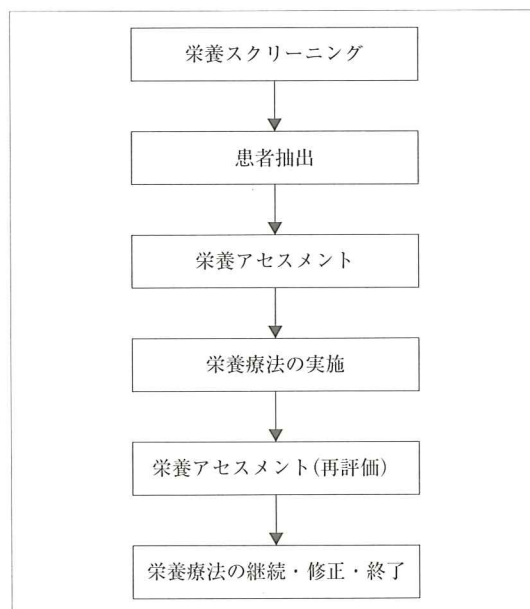 栄養スクリーニング
患者抽出
栄養アセスメント
栄養療法の実施
栄養アセスメント(再評価)
栄養療法の継続・修正・終了